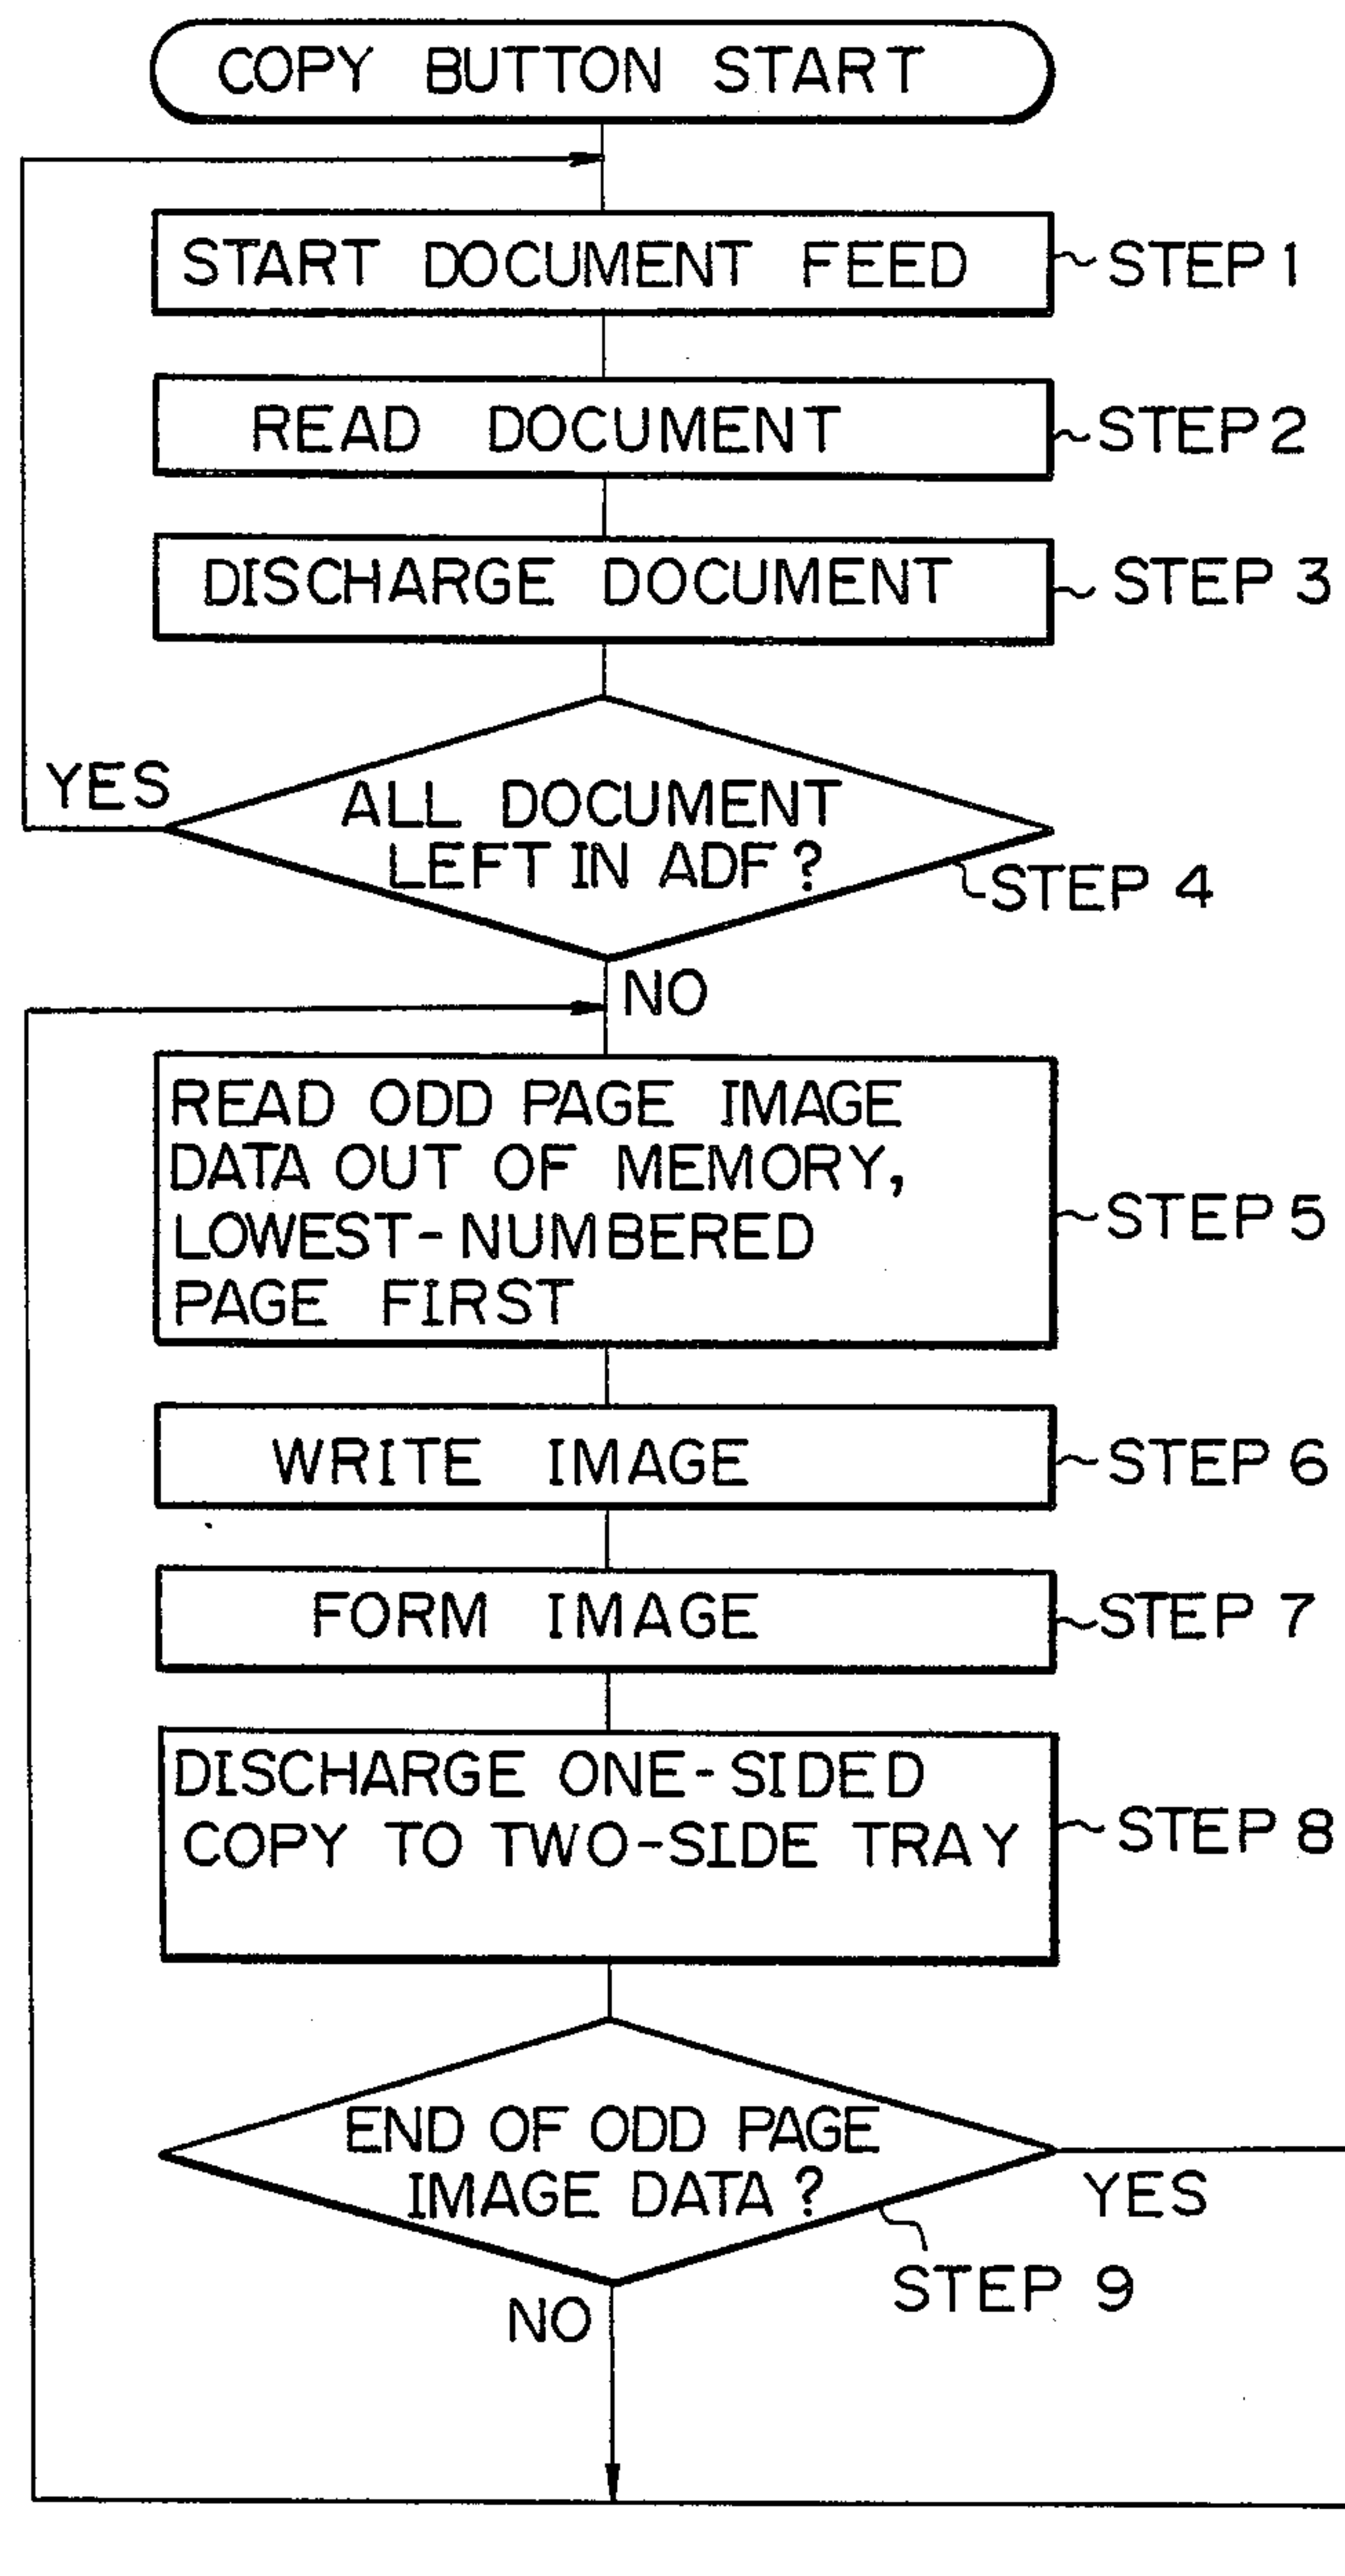 COPY BUTTON START
START DOCUMENT FEED
STEP 1
READ DOCUMENT
STEP 2
DISCHARGE DOCUMENT
STEP 3
YES
ALL DOCUMENT
LEFT IN ADF?
STEP 4
NO
READ ODD PAGE IMAGE
DATA OUT OF MEMORY,
LOWEST-NUMBERED
PAGE FIRST
STEP 5
WRITE IMAGE
STEP 6
FORM IMAGE
STEP 7
DISCHARGE ONE-SIDED
COPY TO TWO-SIDE TRAY
STEP 8
END OF ODD PAGE
IMAGE DATA?
YES
STEP 9
NO